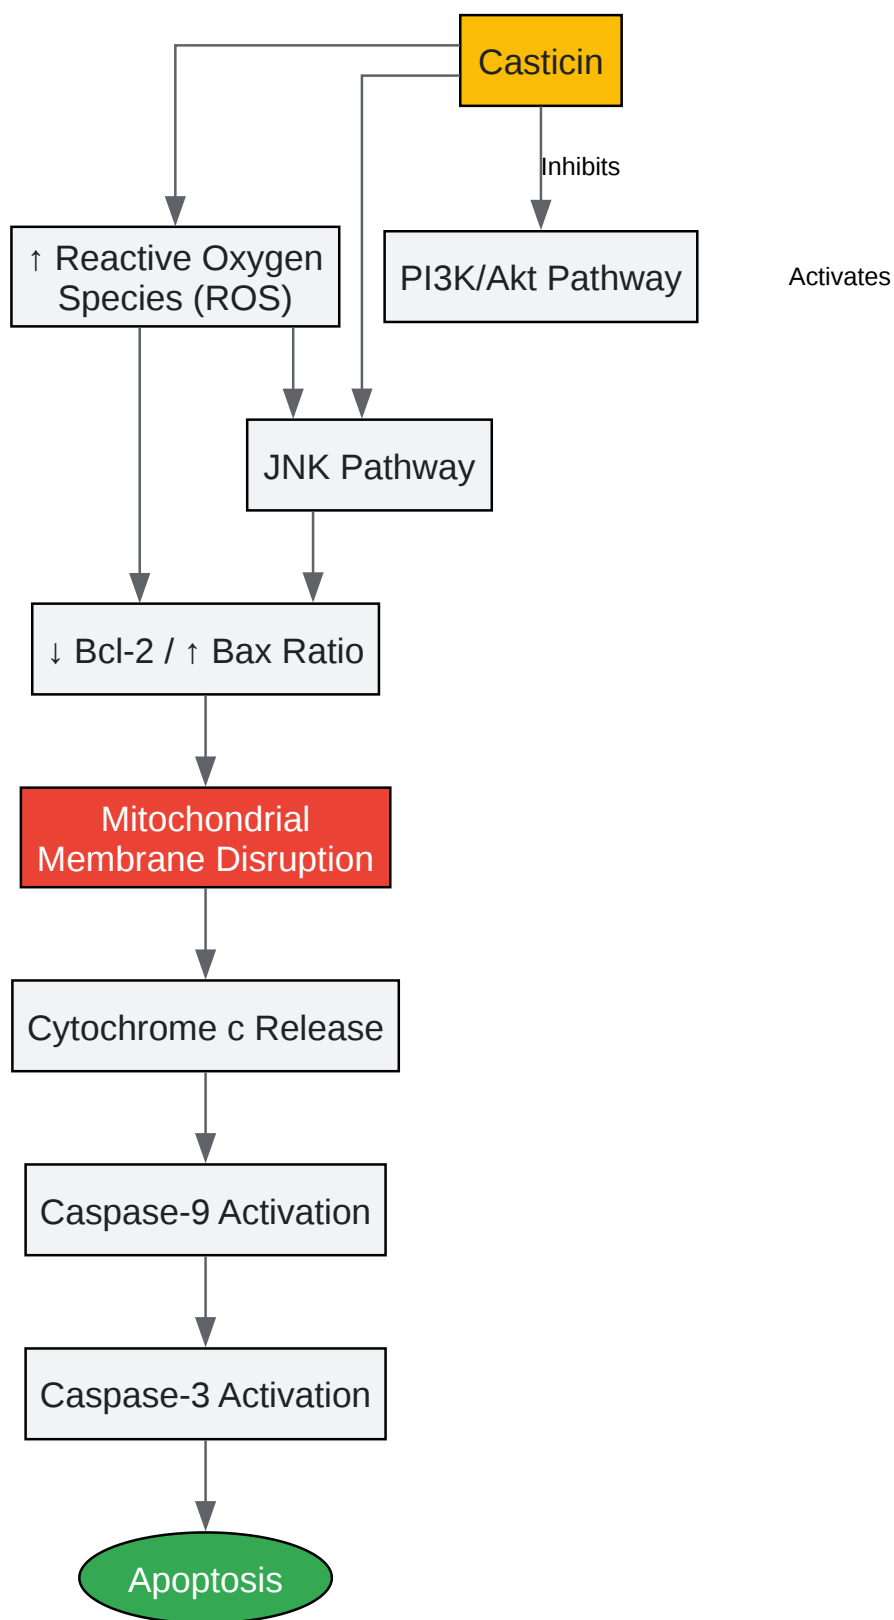 Casticin
Inhibits
↑ Reactive Oxygen
Species (ROS)
PI3K/Akt Pathway
Activates
JNK Pathway
↓ Bcl-2 / ↑ Bax Ratio
Mitochondrial
Membrane Disruption
Cytochrome c Release
Caspase-9 Activation
Caspase-3 Activation
Apoptosis